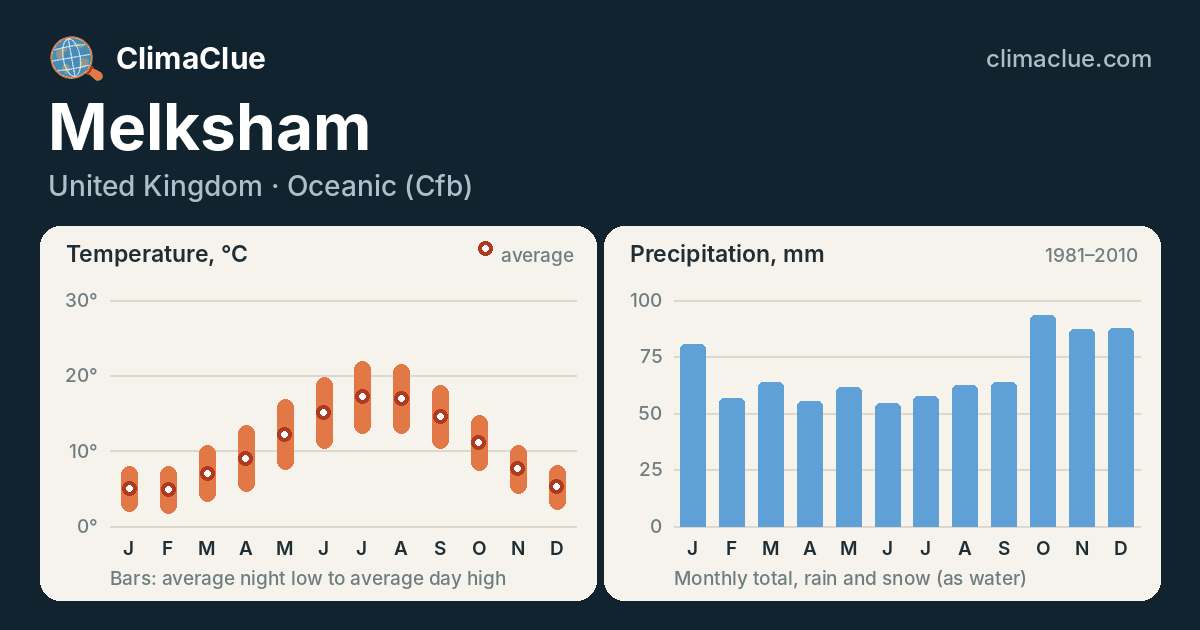 ClimaClue
climaclue.com
Melksham
United Kingdom · Oceanic (Cfb)
Temperature, °C
average
30°
20°
10°
0°
J F M A M J J A S O N D
Bars: average night low to average day high
Precipitation, mm
1981–2010
100
75
50
25
0
J F M A M J J A S O N D
Monthly total, rain and snow (as water)